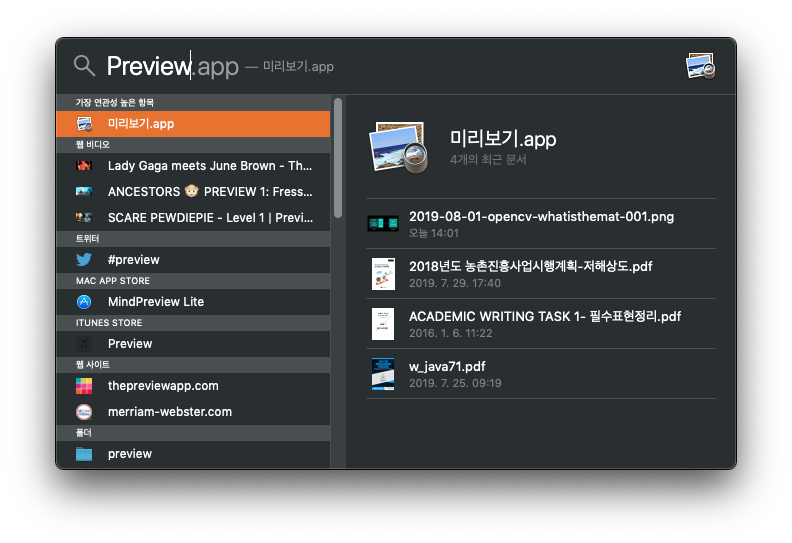 Preview.app — 미리보기.app
가장 연관성 높은 항목
미리보기.app
웹 비디오
Lady Gaga meets June Brown - Th...
ANCESTORS 🐵 PREVIEW 1: Fress...
SCARE PEWDIEPIE - Level 1 | Previ...
트위터
#preview
MAC APP STORE
MindPreview Lite
ITUNES STORE
Preview
웹 사이트
thepreviewapp.com
merriam-webster.com
폴더
preview
미리보기.app
4개의 최근 문서
2019-08-01-opencv-whatisthemat-001.png
오늘 14:01
2018년도 농촌진흥사업시행계획-저해상도.pdf
2019. 7. 29. 17:40
ACADEMIC WRITING TASK 1- 필수표현정리.pdf
2016. 1. 6. 11:22
w_java71.pdf
2019. 7. 25. 09:19